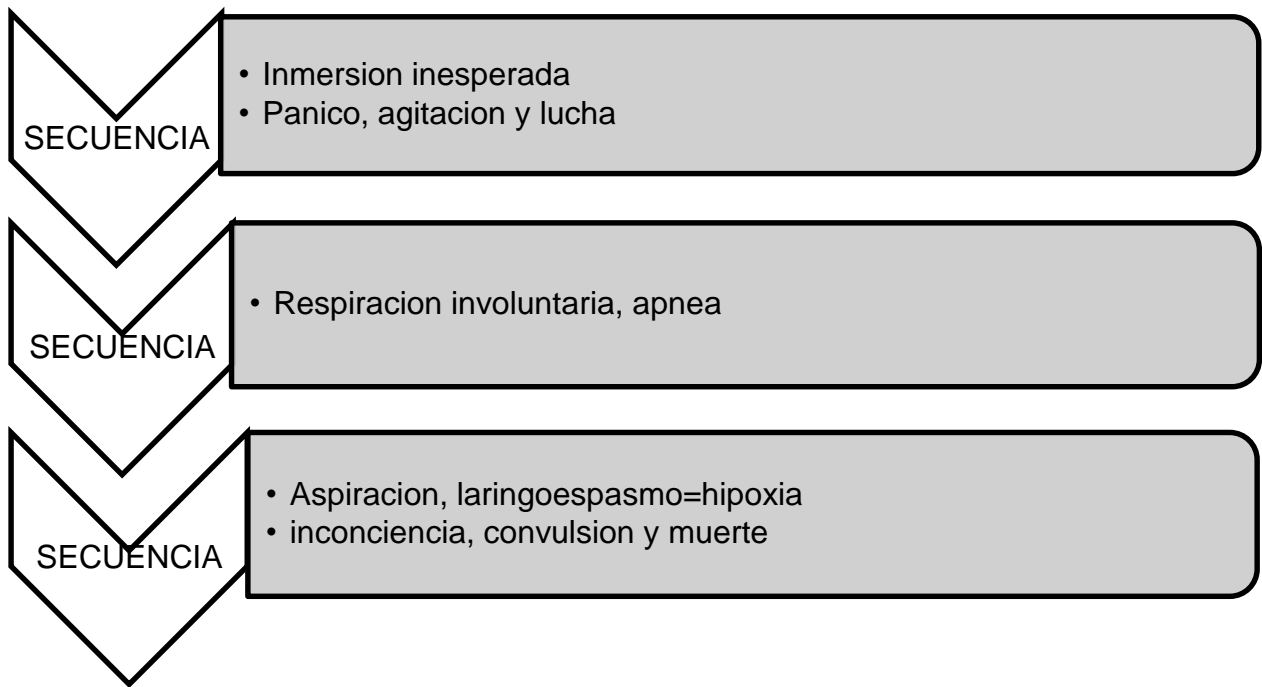 SECUENCIA
• Inmersion inesperada
• Panico, agitacion y lucha
SECUENCIA
• Respiracion involuntaria, apnea
SECUENCIA
• Aspiracion, laringoespasmo=hipoxia
• inconciencia, convulsion y muerte